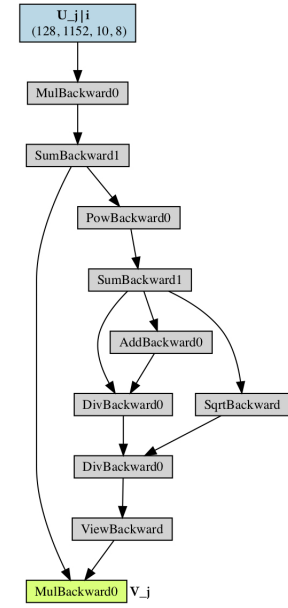 U_j|i
(128, 1152, 10, 8)
MulBackward0
SumBackward1
PowBackward0
SumBackward1
AddBackward0
DivBackward0
SqrtBackward
DivBackward0
ViewBackward
MulBackward0 V_j